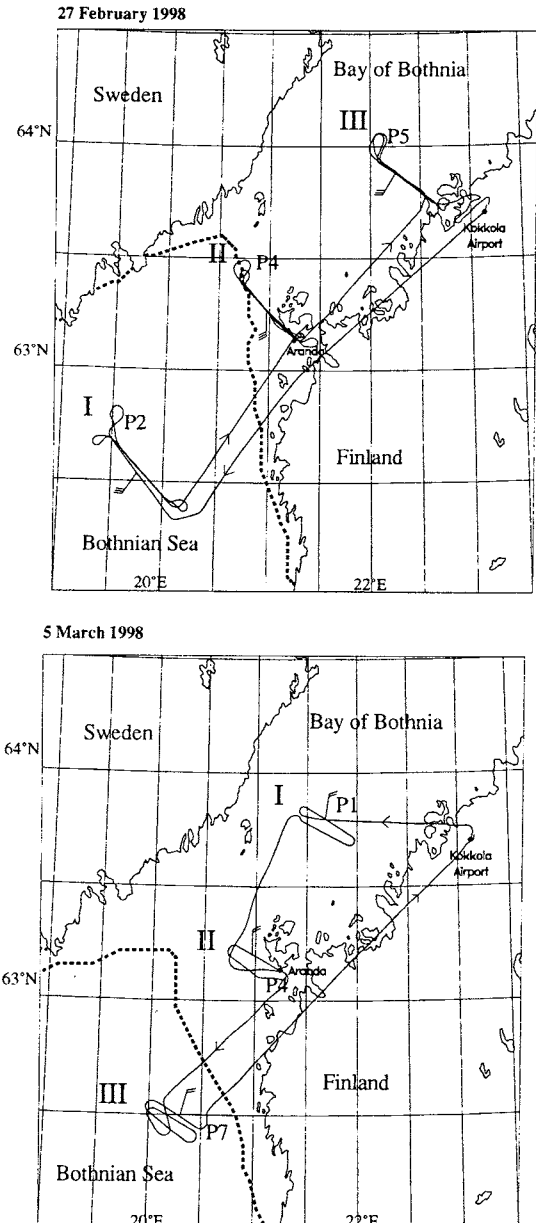 27 February 1998
Bay of Bothnia
Sweden
64°N
III
P5
Kokkola
Airport
II
P4
63°N
Aranda
I
P2
Finland
Bothnian Sea
20°E
22°E
5 March 1998
Bay of Bothnia
Sweden
64°N
I
P1
Kokkola
Airport
II
63°N
Aranda
P4
III
Finland
P7
Bothnian Sea
20°E
22°E